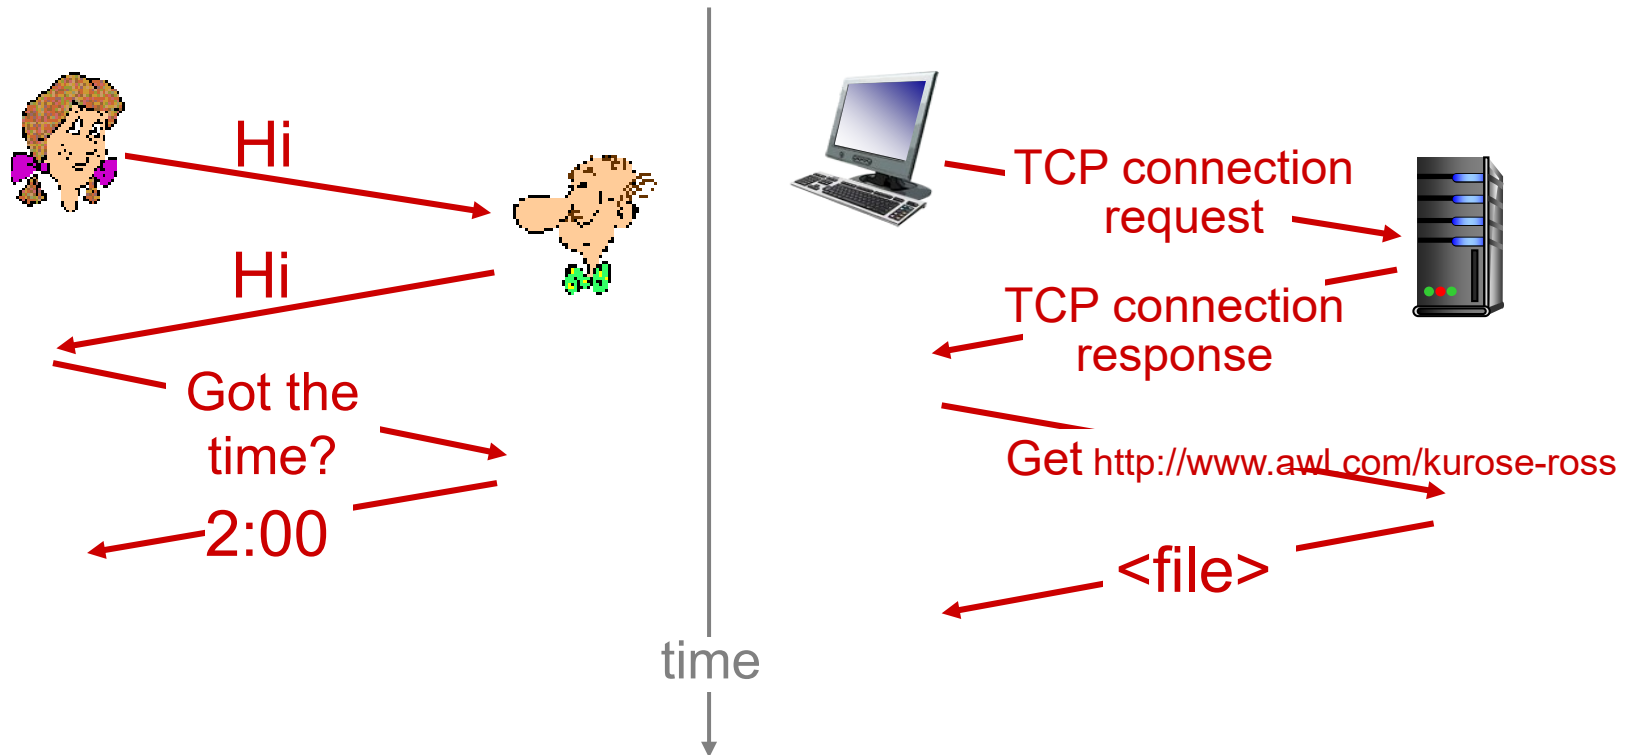 Hi
Hi
Got the
time?
2:00
TCP connection
request
TCP connection
response
Get http://www.awl.com/kurose-ross
<file>
time